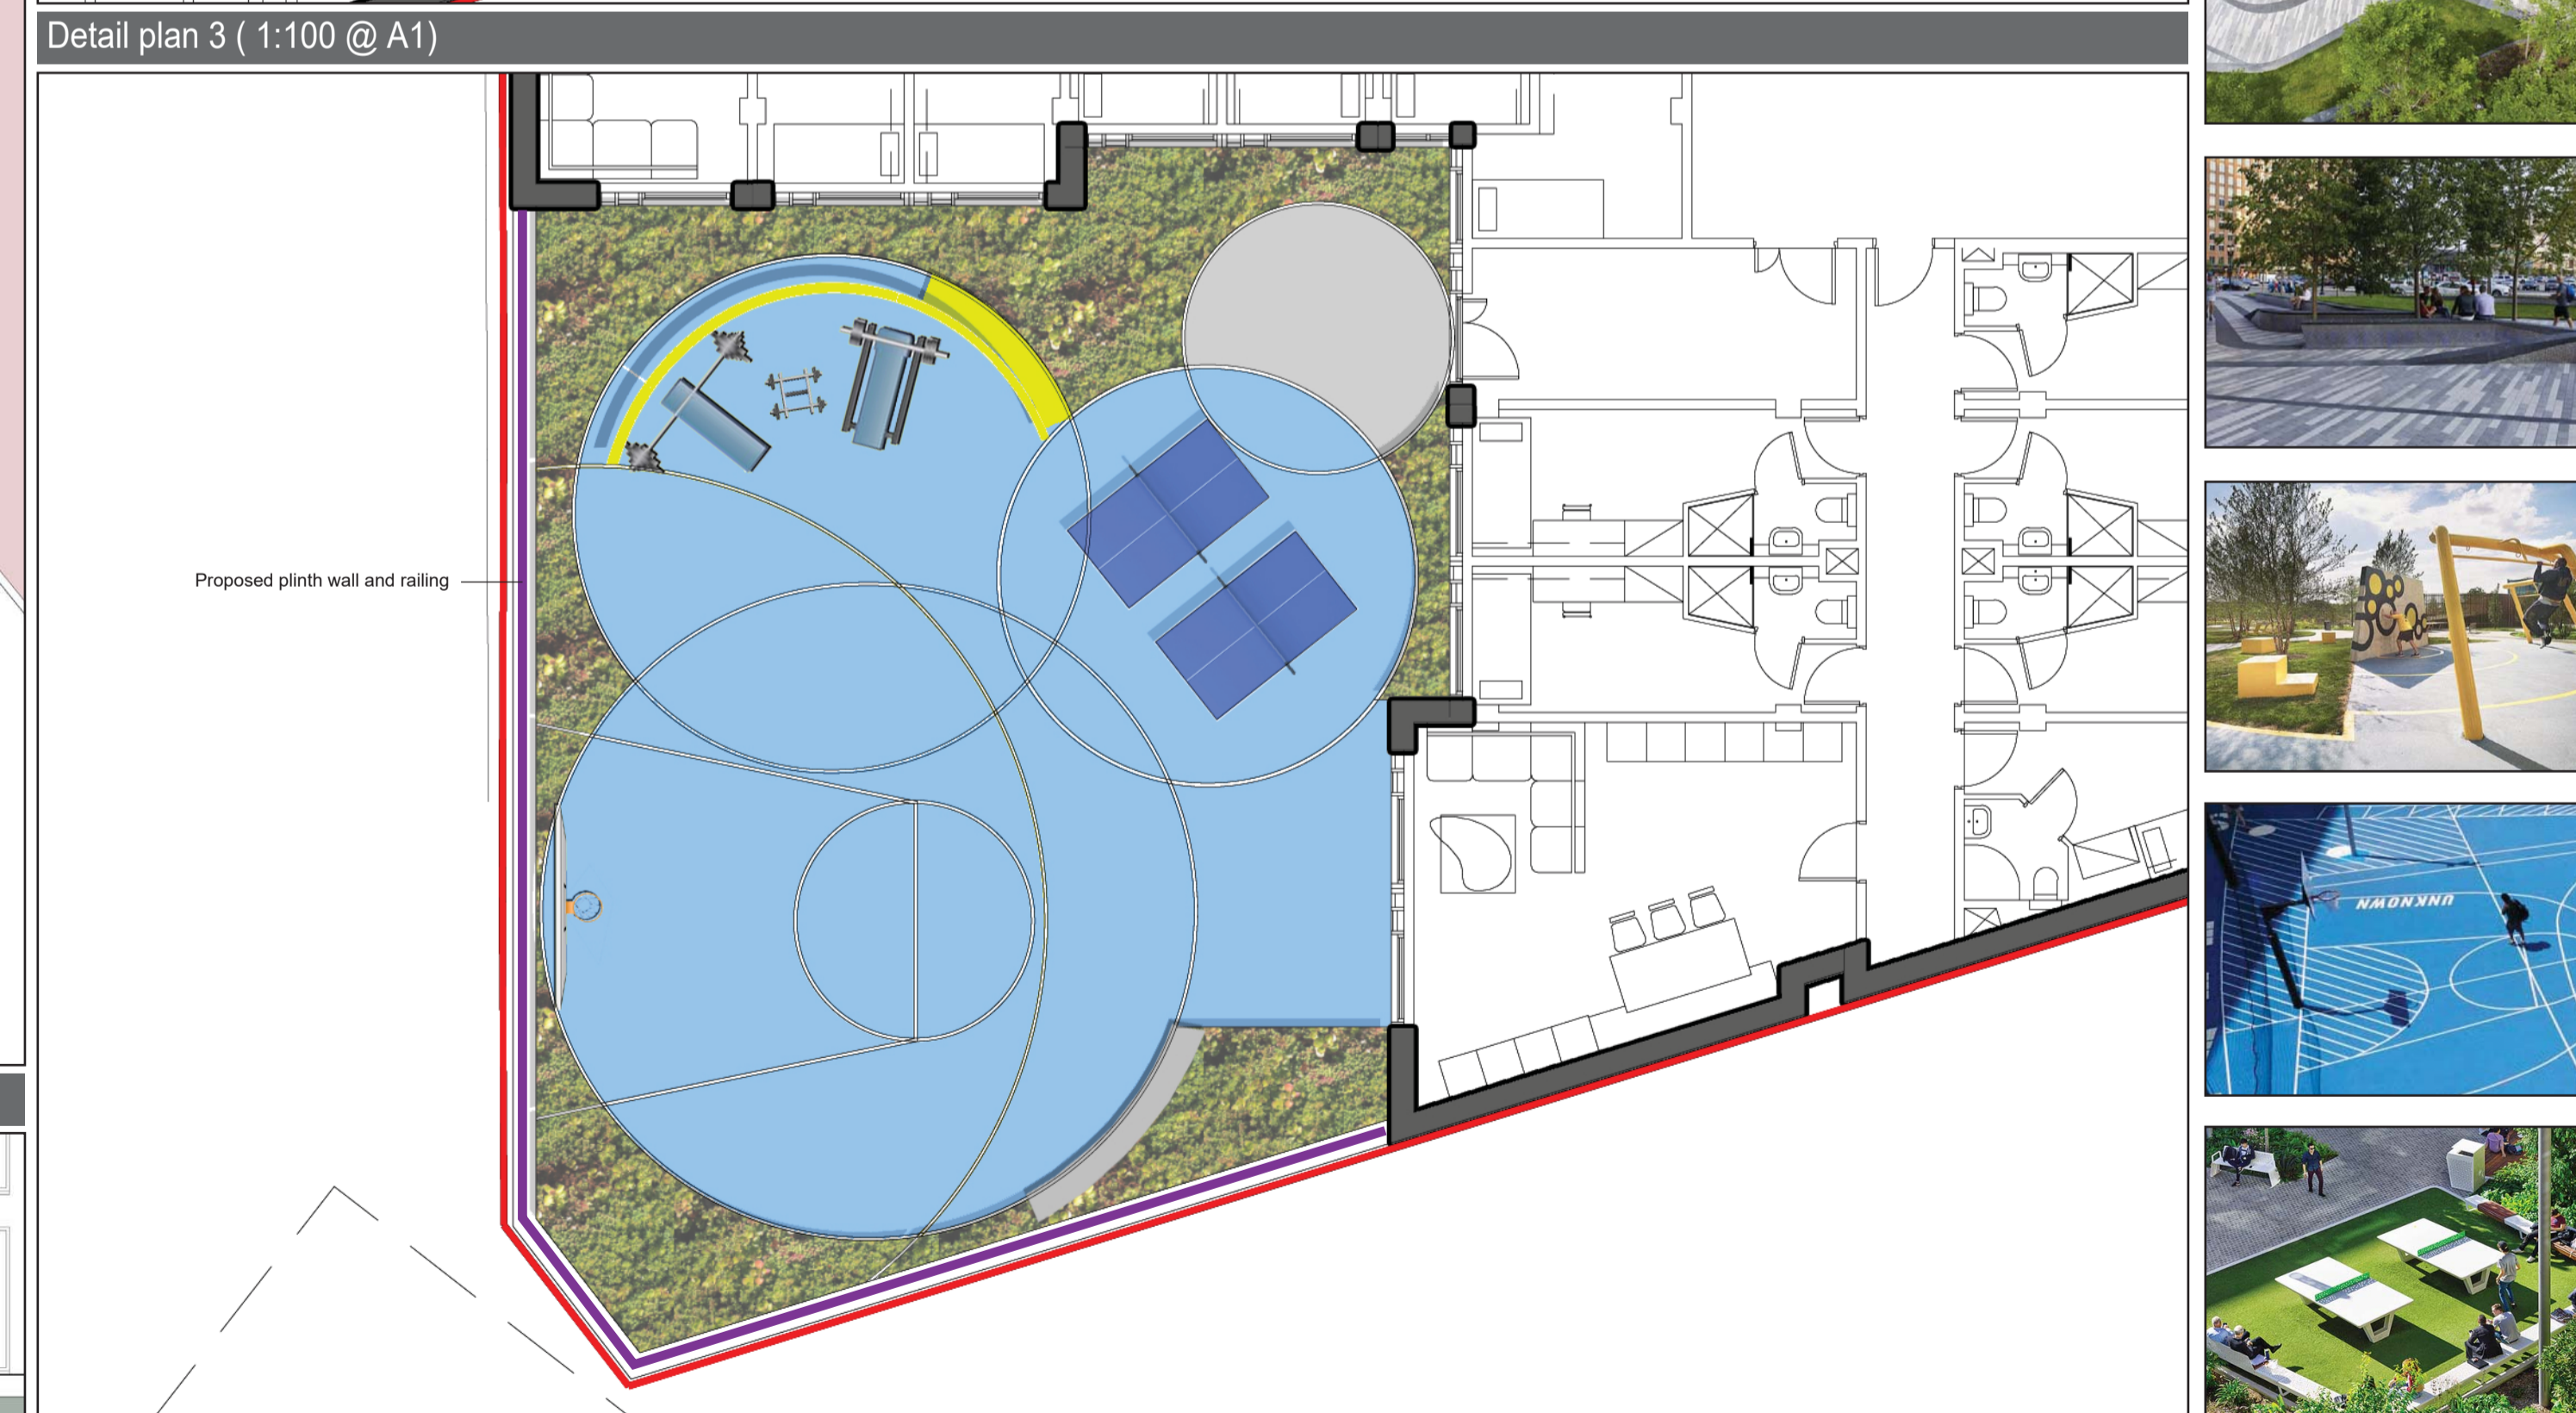 Detail plan 3 ( 1:100 @ A1)
Proposed plinth wall and railing
UNKNOWN